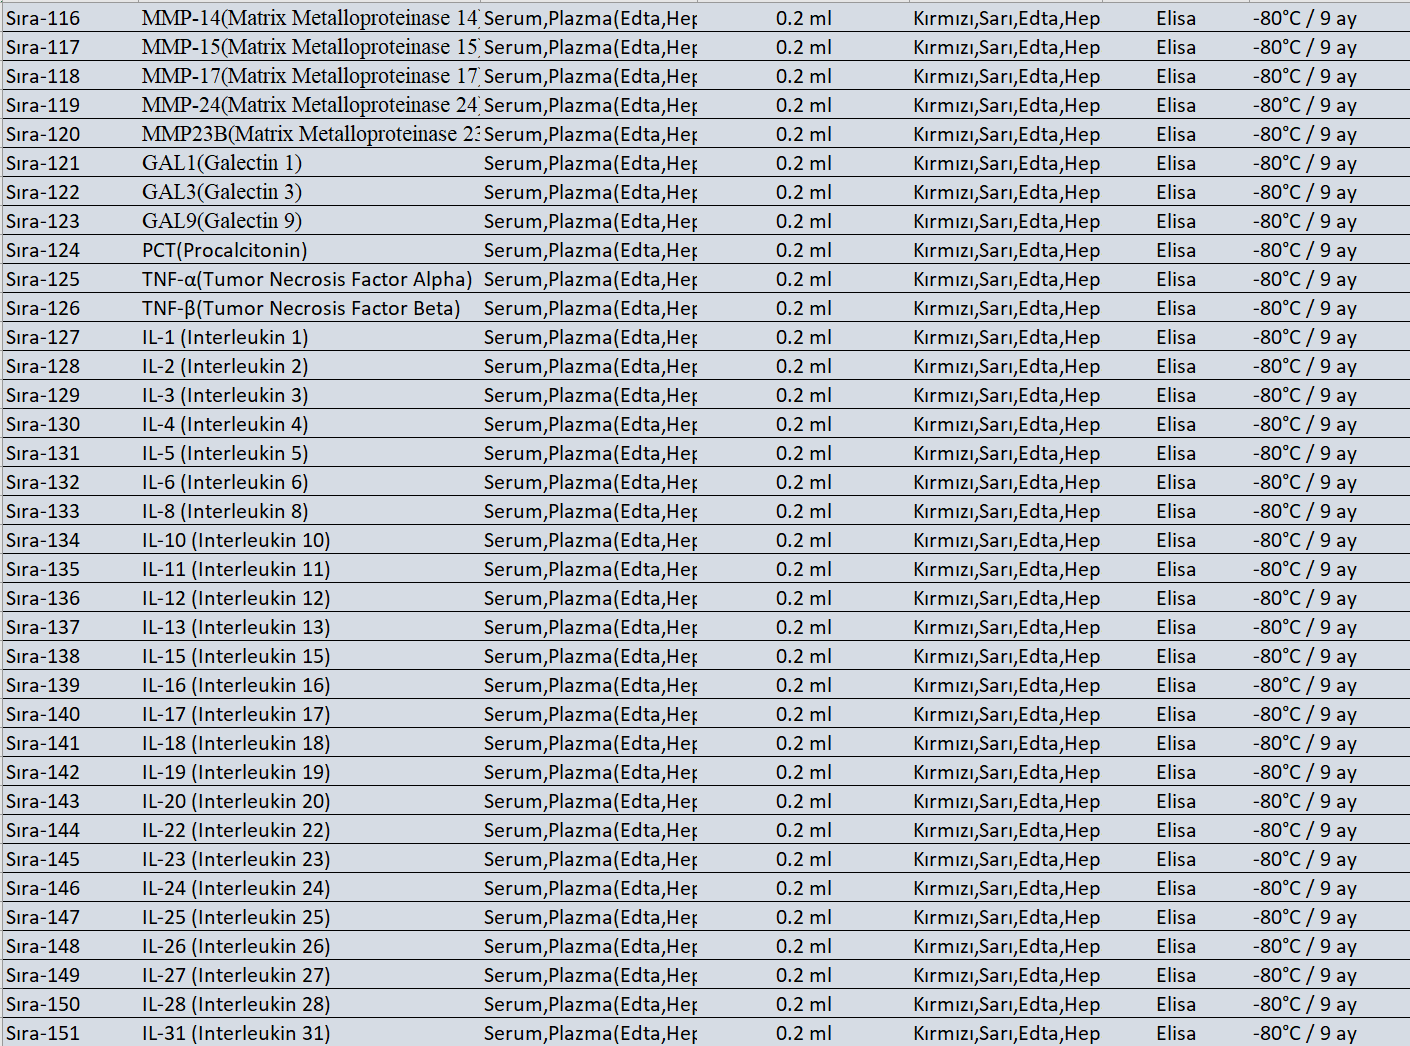 Sıra-116 MMP-14(Matrix Metalloproteinase 14) Serum,Plazma(Edta,Hep 0.2 ml Kırmızı,Sarı,Edta,Hep Elisa -80°C / 9 ay
Sıra-117 MMP-15(Matrix Metalloproteinase 15) Serum,Plazma(Edta,Hep 0.2 ml Kırmızı,Sarı,Edta,Hep Elisa -80°C / 9 ay
Sıra-118 MMP-17(Matrix Metalloproteinase 17) Serum,Plazma(Edta,Hep 0.2 ml Kırmızı,Sarı,Edta,Hep Elisa -80°C / 9 ay
Sıra-119 MMP-24(Matrix Metalloproteinase 24) Serum,Plazma(Edta,Hep 0.2 ml Kırmızı,Sarı,Edta,Hep Elisa -80°C / 9 ay
Sıra-120 MMP23B(Matrix Metalloproteinase 23 Serum,Plazma(Edta,Hep 0.2 ml Kırmızı,Sarı,Edta,Hep Elisa -80°C / 9 ay
Sıra-121 GAL1(Galectin 1) Serum,Plazma(Edta,Hep 0.2 ml Kırmızı,Sarı,Edta,Hep Elisa -80°C / 9 ay
Sıra-122 GAL3(Galectin 3) Serum,Plazma(Edta,Hep 0.2 ml Kırmızı,Sarı,Edta,Hep Elisa -80°C / 9 ay
Sıra-123 GAL9(Galectin 9) Serum,Plazma(Edta,Hep 0.2 ml Kırmızı,Sarı,Edta,Hep Elisa -80°C / 9 ay
Sıra-124 PCT(Procalcitonin) Serum,Plazma(Edta,Hep 0.2 ml Kırmızı,Sarı,Edta,Hep Elisa -80°C / 9 ay
Sıra-125 TNF-α(Tumor Necrosis Factor Alpha) Serum,Plazma(Edta,Hep 0.2 ml Kırmızı,Sarı,Edta,Hep Elisa -80°C / 9 ay
Sıra-126 TNF-β(Tumor Necrosis Factor Beta) Serum,Plazma(Edta,Hep 0.2 ml Kırmızı,Sarı,Edta,Hep Elisa -80°C / 9 ay
Sıra-127 IL-1 (Interleukin 1) Serum,Plazma(Edta,Hep 0.2 ml Kırmızı,Sarı,Edta,Hep Elisa -80°C / 9 ay
Sıra-128 IL-2 (Interleukin 2) Serum,Plazma(Edta,Hep 0.2 ml Kırmızı,Sarı,Edta,Hep Elisa -80°C / 9 ay
Sıra-129 IL-3 (Interleukin 3) Serum,Plazma(Edta,Hep 0.2 ml Kırmızı,Sarı,Edta,Hep Elisa -80°C / 9 ay
Sıra-130 IL-4 (Interleukin 4) Serum,Plazma(Edta,Hep 0.2 ml Kırmızı,Sarı,Edta,Hep Elisa -80°C / 9 ay
Sıra-131 IL-5 (Interleukin 5) Serum,Plazma(Edta,Hep 0.2 ml Kırmızı,Sarı,Edta,Hep Elisa -80°C / 9 ay
Sıra-132 IL-6 (Interleukin 6) Serum,Plazma(Edta,Hep 0.2 ml Kırmızı,Sarı,Edta,Hep Elisa -80°C / 9 ay
Sıra-133 IL-8 (Interleukin 8) Serum,Plazma(Edta,Hep 0.2 ml Kırmızı,Sarı,Edta,Hep Elisa -80°C / 9 ay
Sıra-134 IL-10 (Interleukin 10) Serum,Plazma(Edta,Hep 0.2 ml Kırmızı,Sarı,Edta,Hep Elisa -80°C / 9 ay
Sıra-135 IL-11 (Interleukin 11) Serum,Plazma(Edta,Hep 0.2 ml Kırmızı,Sarı,Edta,Hep Elisa -80°C / 9 ay
Sıra-136 IL-12 (Interleukin 12) Serum,Plazma(Edta,Hep 0.2 ml Kırmızı,Sarı,Edta,Hep Elisa -80°C / 9 ay
Sıra-137 IL-13 (Interleukin 13) Serum,Plazma(Edta,Hep 0.2 ml Kırmızı,Sarı,Edta,Hep Elisa -80°C / 9 ay
Sıra-138 IL-15 (Interleukin 15) Serum,Plazma(Edta,Hep 0.2 ml Kırmızı,Sarı,Edta,Hep Elisa -80°C / 9 ay
Sıra-139 IL-16 (Interleukin 16) Serum,Plazma(Edta,Hep 0.2 ml Kırmızı,Sarı,Edta,Hep Elisa -80°C / 9 ay
Sıra-140 IL-17 (Interleukin 17) Serum,Plazma(Edta,Hep 0.2 ml Kırmızı,Sarı,Edta,Hep Elisa -80°C / 9 ay
Sıra-141 IL-18 (Interleukin 18) Serum,Plazma(Edta,Hep 0.2 ml Kırmızı,Sarı,Edta,Hep Elisa -80°C / 9 ay
Sıra-142 IL-19 (Interleukin 19) Serum,Plazma(Edta,Hep 0.2 ml Kırmızı,Sarı,Edta,Hep Elisa -80°C / 9 ay
Sıra-143 IL-20 (Interleukin 20) Serum,Plazma(Edta,Hep 0.2 ml Kırmızı,Sarı,Edta,Hep Elisa -80°C / 9 ay
Sıra-144 IL-22 (Interleukin 22) Serum,Plazma(Edta,Hep 0.2 ml Kırmızı,Sarı,Edta,Hep Elisa -80°C / 9 ay
Sıra-145 IL-23 (Interleukin 23) Serum,Plazma(Edta,Hep 0.2 ml Kırmızı,Sarı,Edta,Hep Elisa -80°C / 9 ay
Sıra-146 IL-24 (Interleukin 24) Serum,Plazma(Edta,Hep 0.2 ml Kırmızı,Sarı,Edta,Hep Elisa -80°C / 9 ay
Sıra-147 IL-25 (Interleukin 25) Serum,Plazma(Edta,Hep 0.2 ml Kırmızı,Sarı,Edta,Hep Elisa -80°C / 9 ay
Sıra-148 IL-26 (Interleukin 26) Serum,Plazma(Edta,Hep 0.2 ml Kırmızı,Sarı,Edta,Hep Elisa -80°C / 9 ay
Sıra-149 IL-27 (Interleukin 27) Serum,Plazma(Edta,Hep 0.2 ml Kırmızı,Sarı,Edta,Hep Elisa -80°C / 9 ay
Sıra-150 IL-28 (Interleukin 28) Serum,Plazma(Edta,Hep 0.2 ml Kırmızı,Sarı,Edta,Hep Elisa -80°C / 9 ay
Sıra-151 IL-31 (Interleukin 31) Serum,Plazma(Edta,Hep 0.2 ml Kırmızı,Sarı,Edta,Hep Elisa -80°C / 9 ay